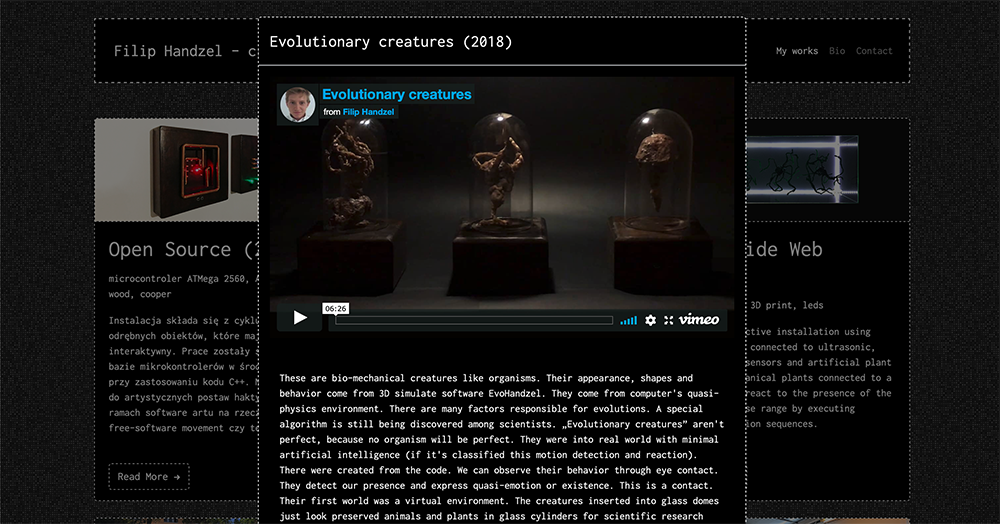 Evolutionary creatures (2018)
Filip Handzel - c
My works Bio Contact
Evolutionary creatures
from Filip Handzel
06:26
vimeo
Open Source (2
microcontroler ATMega 2560, A
wood, cooper
Instalacja składa się z cyklu
odrębnych obiektów, które maj
interaktywny. Prace zostały s
bazie mikrokontrolerów w środ
przy zastosowaniu kodu C++. N
do artystycznych postaw hakty
ramach software artu na rzecz
free-software movement czy to
Read More →
These are bio-mechanical creatures like organisms. Their appearance, shapes and
behavior come from 3D simulate software EvoHandzel. They come from computer's quasi-
physics environment. There are many factors responsible for evolutions. A special
algorithm is still being discovered among scientists. „Evolutionary creatures” aren't
perfect, because no organism will be perfect. They were into real world with minimal
artificial intelligence (if it's classified this motion detection and reaction).
There were created from the code. We can observe their behavior through eye contact.
They detect our presence and express quasi-emotion or existence. This is a contact.
Their first world was a virtual environment. The creatures inserted into glass domes
just look preserved animals and plants in glass cylinders for scientific research
ide Web
3D print, leds
ctive installation using
connected to ultrasonic,
sensors and artificial plant
anical plants connected to a
react to the presence of the
se range by executing
ion sequences.